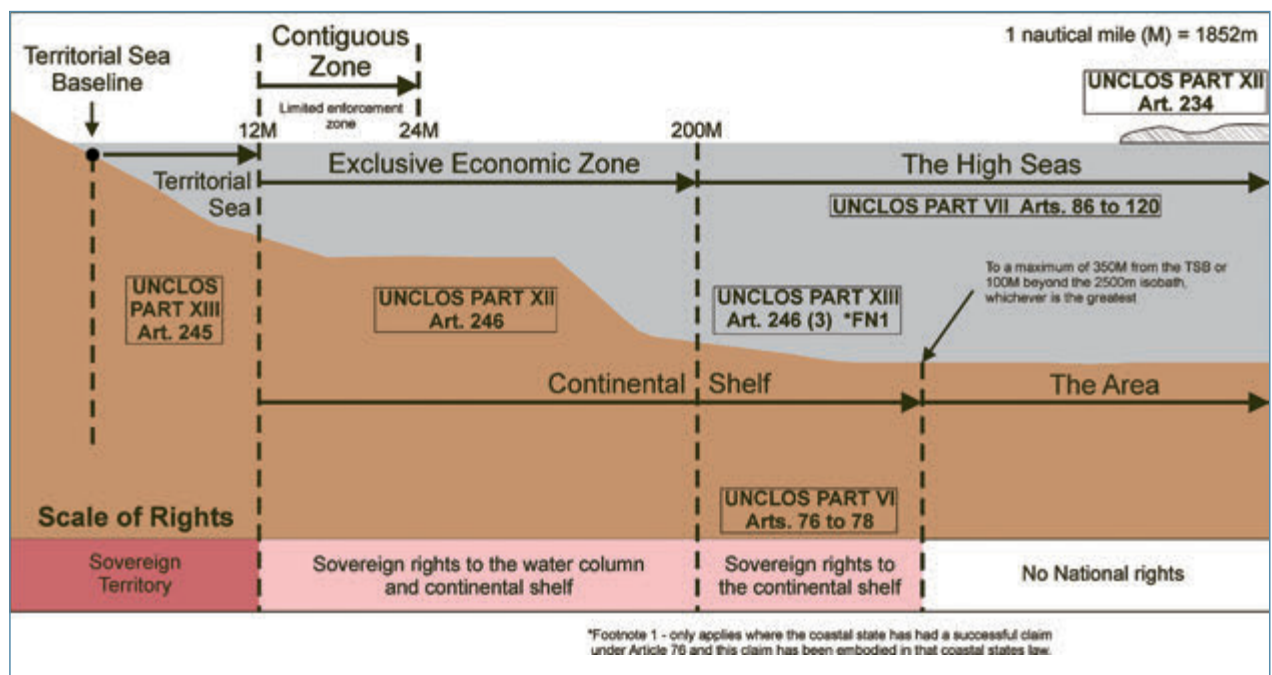 Contiguous
Zone
1 nautical mile (M) = 1852m
Territorial Sea
Baseline
UNCLOS PART XII
Art. 234
Limited enforcement
zone
12M
24M
200M
Exclusive Economic Zone
The High Seas
Territorial
Sea
UNCLOS PART VII Arts. 86 to 120
To a maximum of 350M from the TSB or
100M beyond the 2500m isobath,
whichever is the greatest
UNCLOS
PART XIII
Art. 245
UNCLOS PART XII
Art. 246
UNCLOS PART XIII
Art. 246 (3) *FN1
Continental Shelf
The Area
UNCLOS PART VI
Arts. 76 to 78
Scale of Rights
Sovereign
Territory
Sovereign rights to the water column
and continental shelf
Sovereign rights to
the continental shelf
No National rights
*Footnote 1 - only applies where the coastal state has had a successful claim
under Article 76 and this claim has been embodied in that coastal states law.